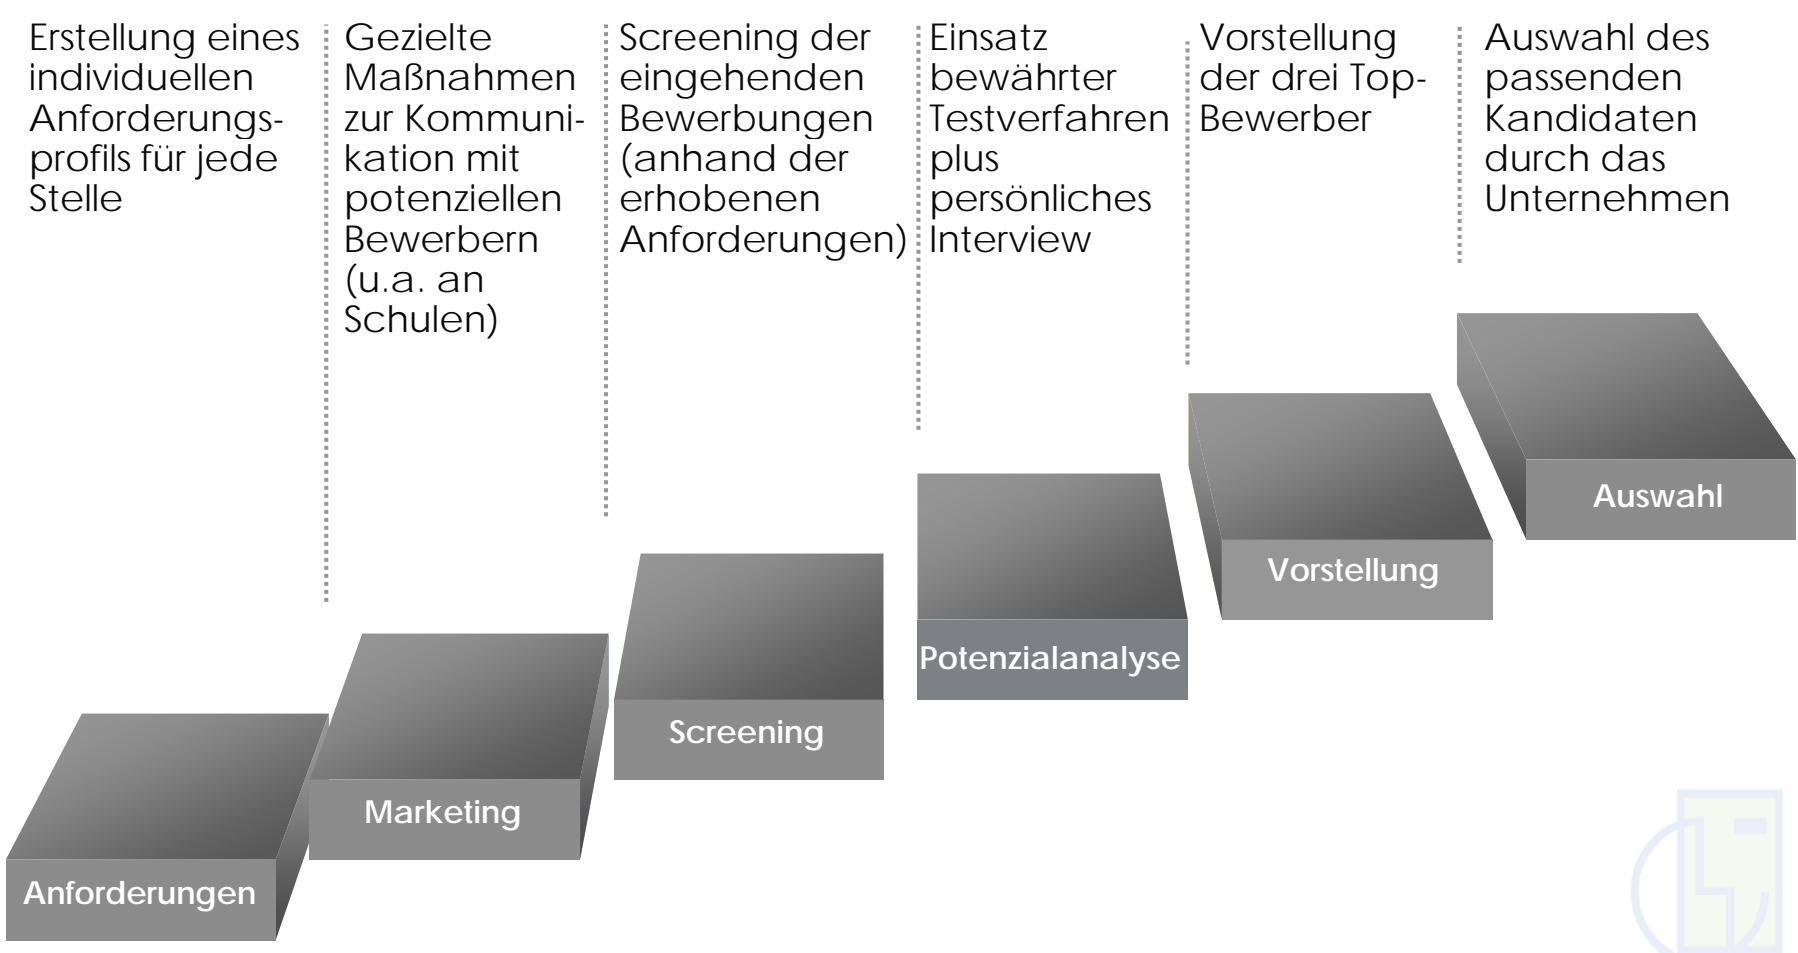 Erstellung eines
individuellen
Anforderungs-
profils für jede
Stelle
Gezielte
Maßnahmen
zur Kommuni-
kation mit
potenziellen
Bewerbern
(u.a. an
Schulen)
Screening der
eingehenden
Bewerbungen
(anhand der
erhobenen
Anforderungen)
Einsatz
bewährter
Testverfahren
plus
persönliches
Interview
Vorstellung
der drei Top-
Bewerber
Auswahl des
passenden
Kandidaten
durch das
Unternehmen
Anforderungen
Marketing
Screening
Potenzialanalyse
Vorstellung
Auswahl